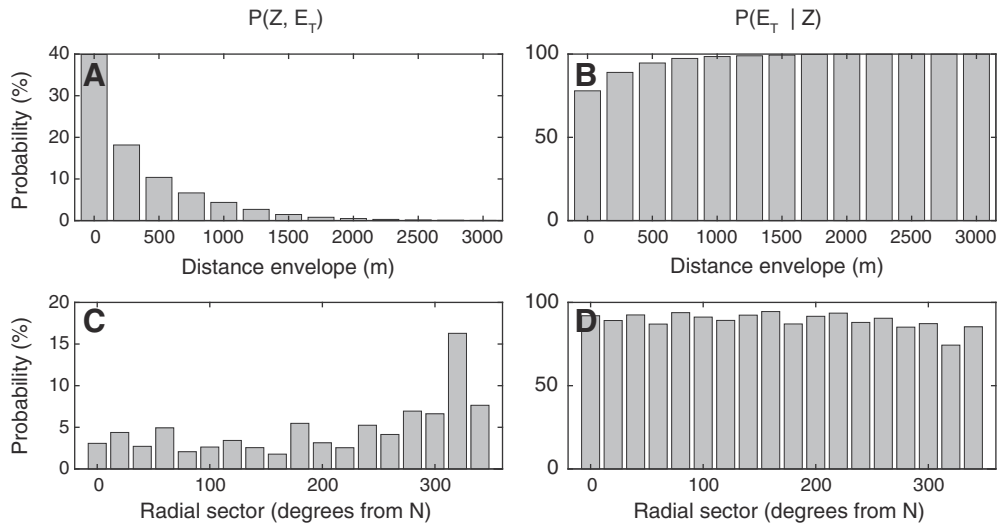 P(Z, E_T)
P(E_T | Z)
A
Probability (%)
40
30
20
10
0
0 500 1000 1500 2000 2500 3000
Distance envelope (m)
B
100
50
0
0 500 1000 1500 2000 2500 3000
Distance envelope (m)
C
Probability (%)
20
15
10
5
0
0 100 200 300
Radial sector (degrees from N)
D
100
50
0
0 100 200 300
Radial sector (degrees from N)